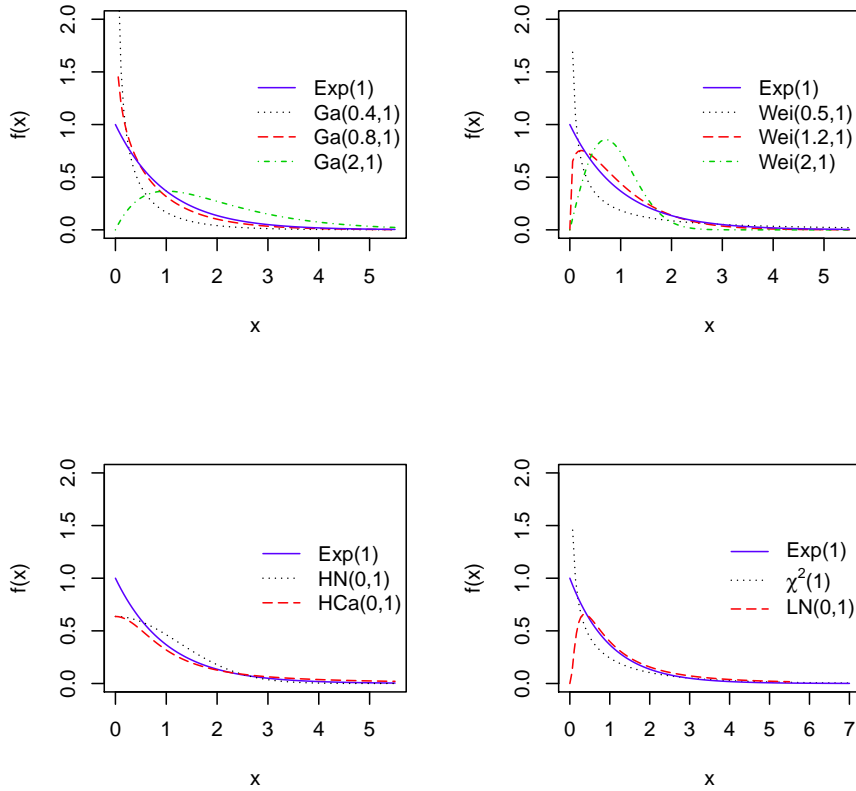 2.0
1.5
1.0
0.5
0.0
f(x)
Exp(1)
Ga(0.4,1)
Ga(0.8,1)
Ga(2,1)
0 1 2 3 4 5
x
2.0
1.5
1.0
0.5
0.0
f(x)
Exp(1)
Wei(0.5,1)
Wei(1.2,1)
Wei(2,1)
0 1 2 3 4 5
x
2.0
1.5
1.0
0.5
0.0
f(x)
Exp(1)
HN(0,1)
HCa(0,1)
0 1 2 3 4 5
x
2.0
1.5
1.0
0.5
0.0
f(x)
Exp(1)
χ²(1)
LN(0,1)
0 1 2 3 4 5 6 7
x